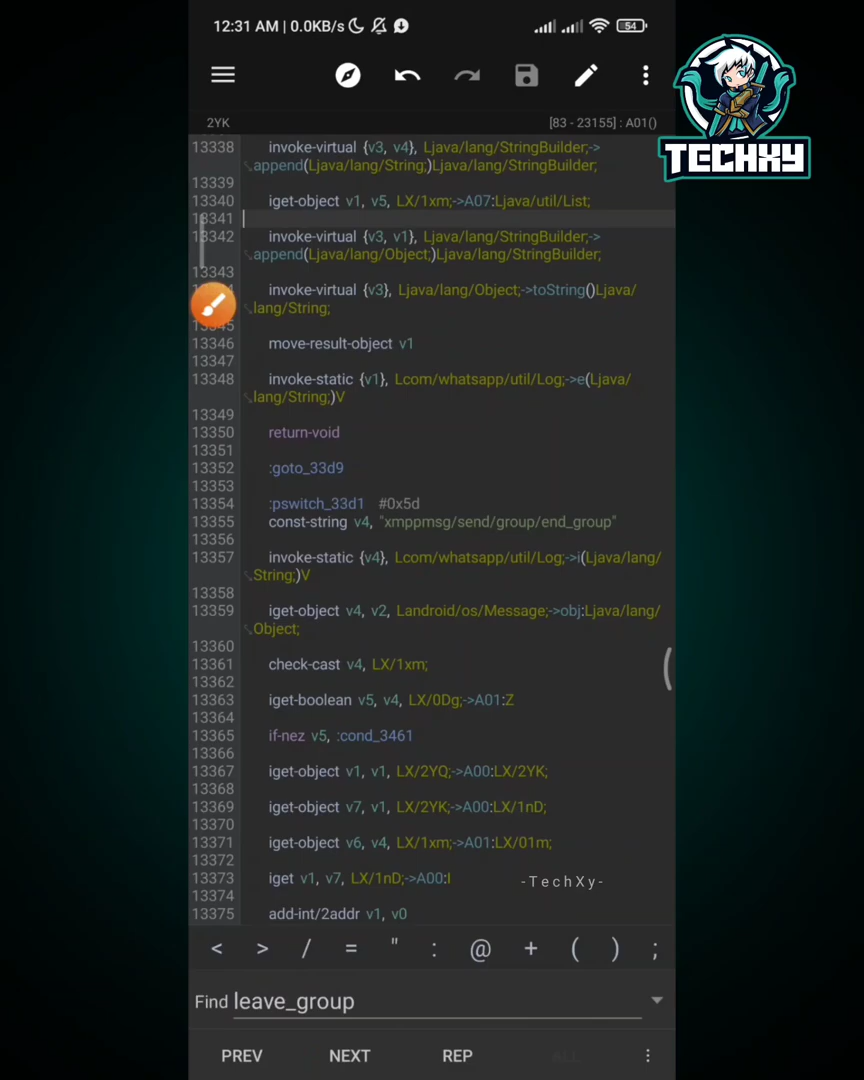 12:31 AM | 0.0KB/s
54
TECHXY
2YK
[83 - 23155] : A01()
13338 invoke-virtual {v3, v4}, Ljava/lang/StringBuilder;->
append(Ljava/lang/String;)Ljava/lang/StringBuilder;
13339
13340 iget-object v1, v5, LX/1xm;->A07:Ljava/util/List;
13341
13342 invoke-virtual {v3, v1}, Ljava/lang/StringBuilder;->
append(Ljava/lang/Object;)Ljava/lang/StringBuilder;
13343
invoke-virtual {v3}, Ljava/lang/Object;->toString()Ljava/
lang/String;
13345
13346 move-result-object v1
13347
13348 invoke-static {v1}, Lcom/whatsapp/util/Log;->e(Ljava/
lang/String;)V
13349
13350 return-void
13351
13352 :goto_33d9
13353
13354 :pswitch_33d1 #0x5d
13355 const-string v4, "xmppmsg/send/group/end_group"
13356
13357 invoke-static {v4}, Lcom/whatsapp/util/Log;->i(Ljava/lang/
String;)V
13358
13359 iget-object v4, v2, Landroid/os/Message;->obj:Ljava/lang/
Object;
13360
13361 check-cast v4, LX/1xm;
13362
13363 iget-boolean v5, v4, LX/0Dg;->A01:Z
13364
13365 if-nez v5, :cond_3461
13366
13367 iget-object v1, v1, LX/2YQ;->A00:LX/2YK;
13368
13369 iget-object v7, v1, LX/2YK;->A00:LX/1nD;
13370
13371 iget-object v6, v4, LX/1xm;->A01:LX/01m;
13372
13373 iget v1, v7, LX/1nD;->A00:I
-TechXy-
13374
13375 add-int/2addr v1, v0
< > / = " : @ + ( ) ;
Find leave_group
PREV NEXT REP ALL